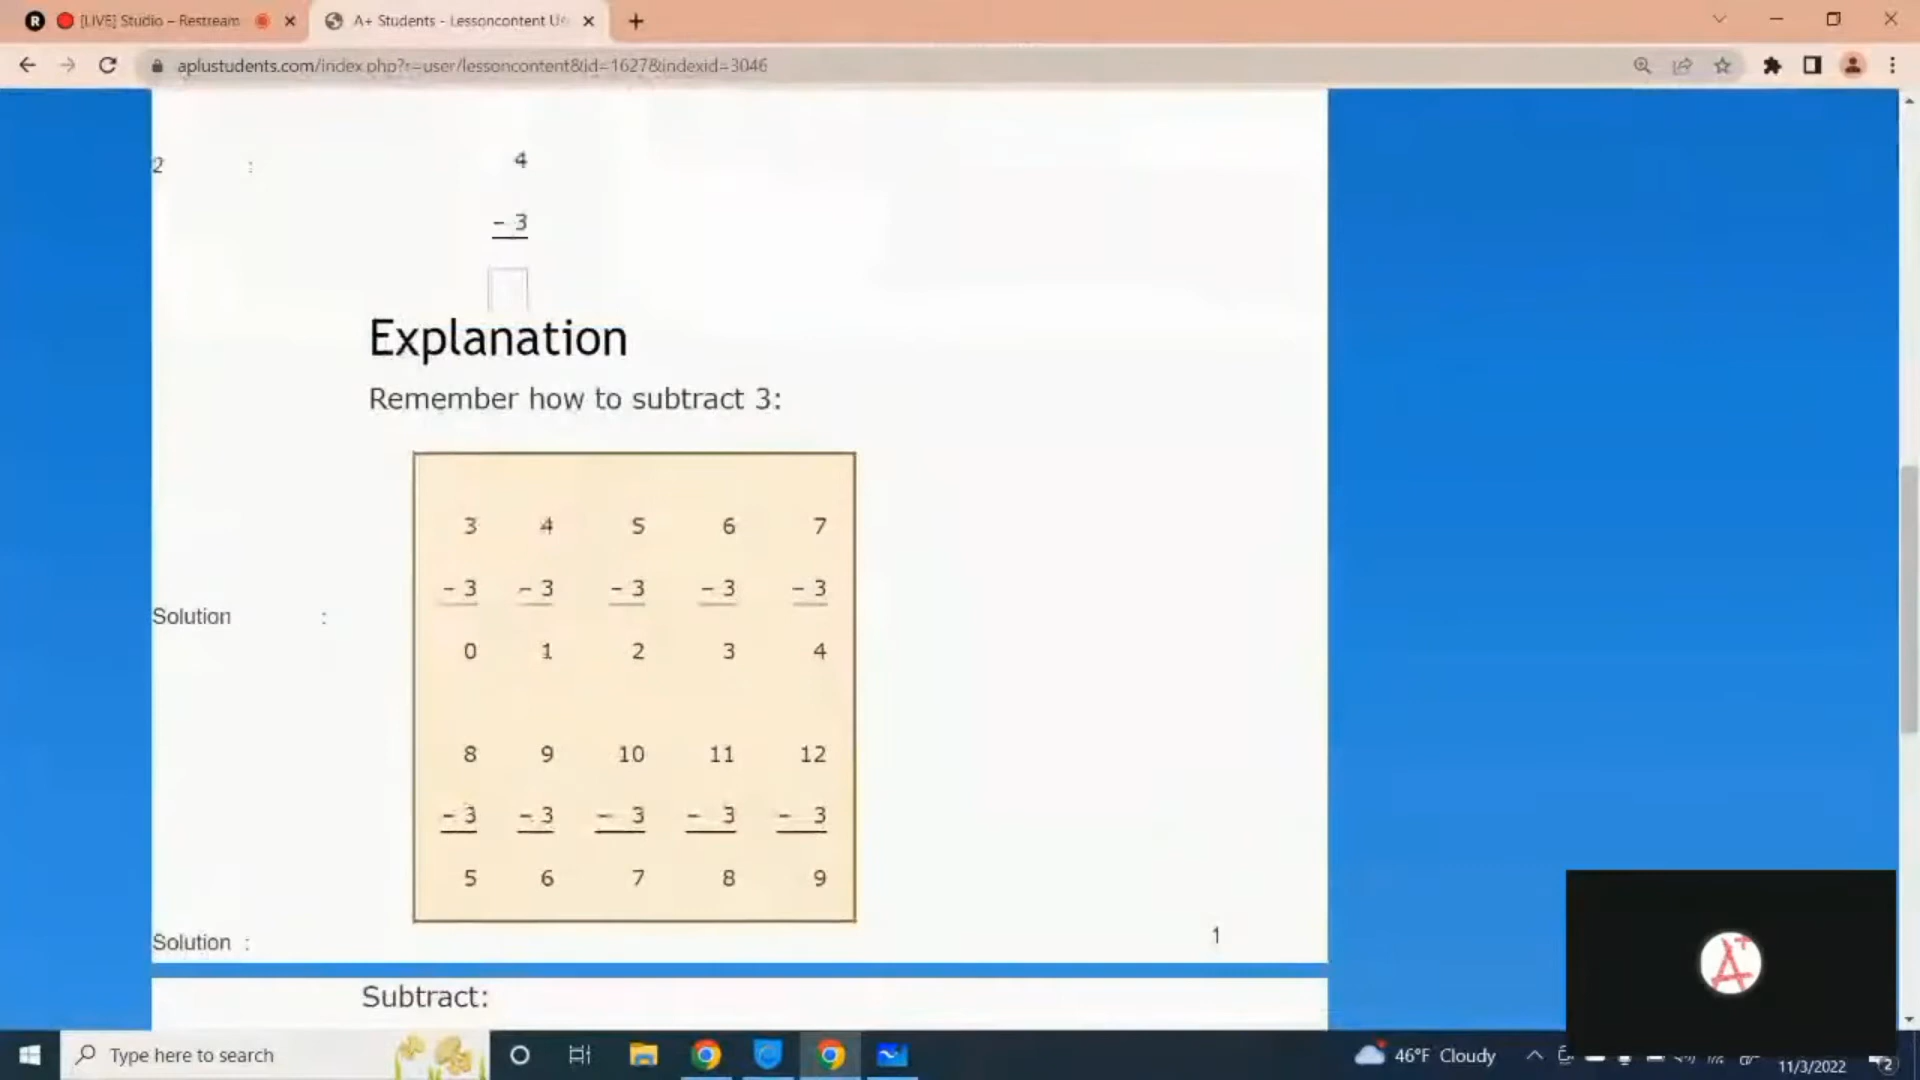 [LIVE] Studio – Restream
A+ Students - Lessoncontent Us
aplustudents.com/index.php?r=user/lessoncontent&id=1627&indexid=3046
2 : 4
– 3
Explanation
Remember how to subtract 3:
3 4 5 6 7
– 3 – 3 – 3 – 3 – 3
Solution :
0 1 2 3 4
8 9 10 11 12
– 3 – 3 – 3 – 3 – 3
5 6 7 8 9
Solution : 1
Subtract:
A+
Type here to search
46°F Cloudy
11/3/2022
2